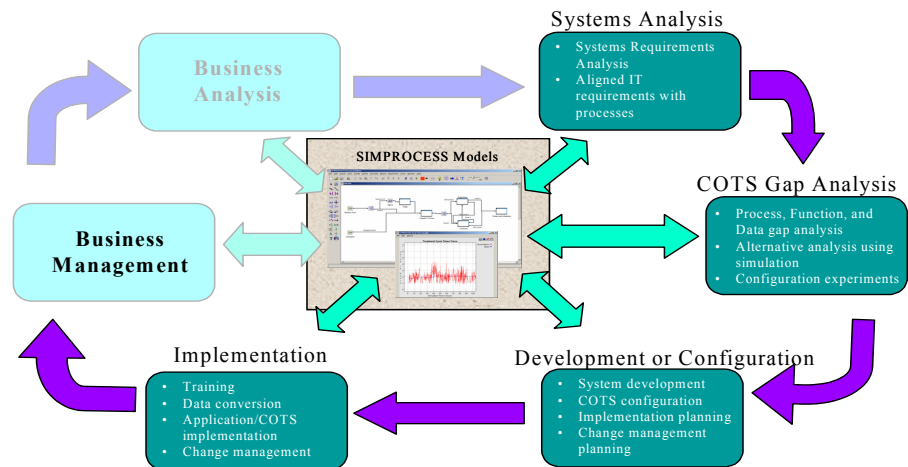 Systems Analysis
• Systems Requirements
Analysis
• Aligned IT
requirements with
processes
Business
Analysis
SIMPROCESS Models
COTS Gap Analysis
• Process, Function, and
Data gap analysis
• Alternative analysis using
simulation
• Configuration experiments
Business
Management
Implementation
• Training
• Data conversion
• Application/COTS
implementation
• Change management
Development or Configuration
• System development
• COTS configuration
• Implementation planning
• Change management
planning